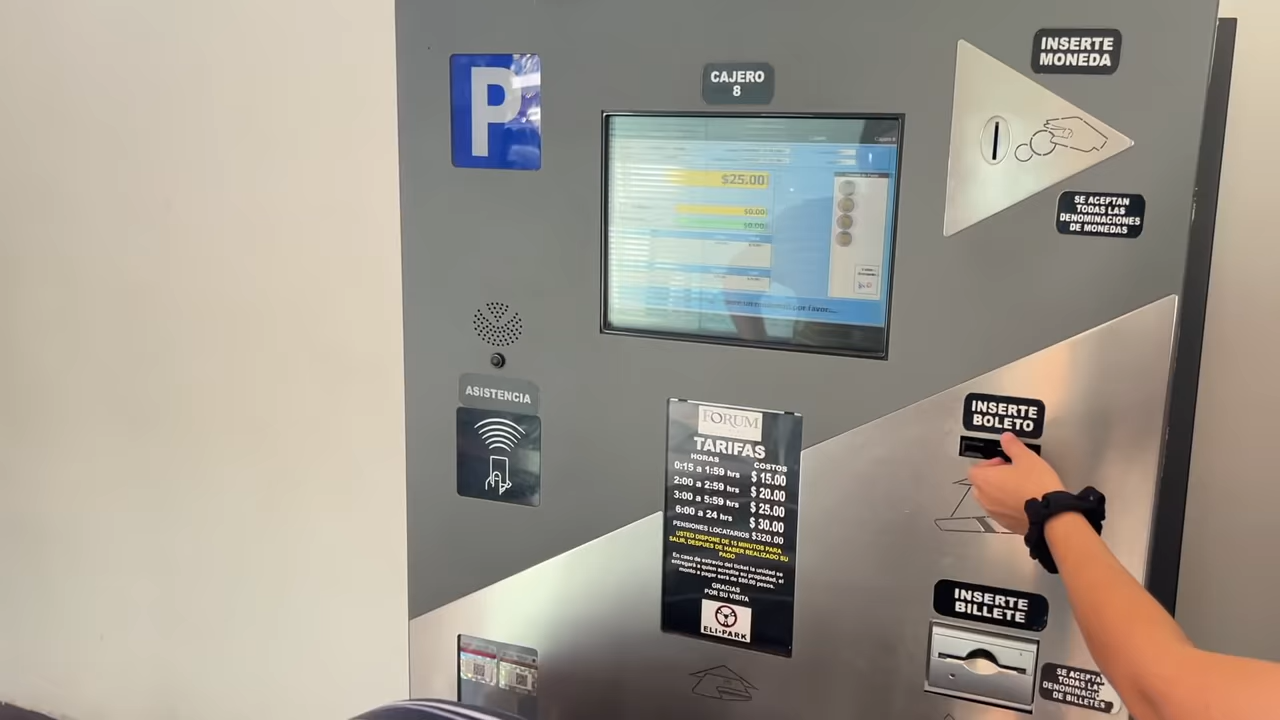 P
CAJERO
8
INSERTE
MONEDA
$25.00
$0.00
$0.00
por favor...
SE ACEPTAN
TODAS LAS
DENOMINACIONES
DE MONEDAS
ASISTENCIA
INSERTE
BOLETO
FORUM
TARIFAS
HORAS COSTOS
0:15 a 1:59 hrs $ 15.00
2:00 a 2:59 hrs $ 20.00
3:00 a 5:59 hrs $ 25.00
6:00 a 24 hrs $ 30.00
PENSIONES LOCATARIOS $320.00
USTED DISPONE DE 15 MINUTOS PARA
SALIR, DESPUES DE HABER REALIZADO SU
PAGO
En caso de extravio del ticket la unidad se
entregará a quien acredite su propiedad, el
monto a pagar será de $50.00 pesos.
GRACIAS
POR SU VISITA
ELI•PARK
INSERTE
BILLETE
SE ACEPTA
TODAS LA
DENOMINACIO
DE BILLETES